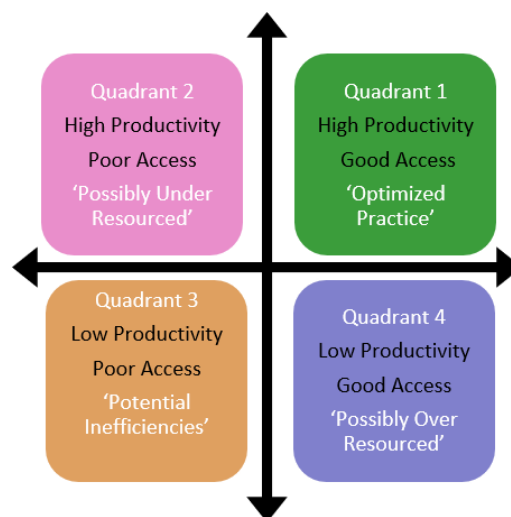 Quadrant 2
High Productivity
Poor Access
‘Possibly Under
Resourced’
Quadrant 1
High Productivity
Good Access
‘Optimized
Practice’
Quadrant 3
Low Productivity
Poor Access
‘Potential
Inefficiencies’
Quadrant 4
Low Productivity
Good Access
‘Possibly Over
Resourced’